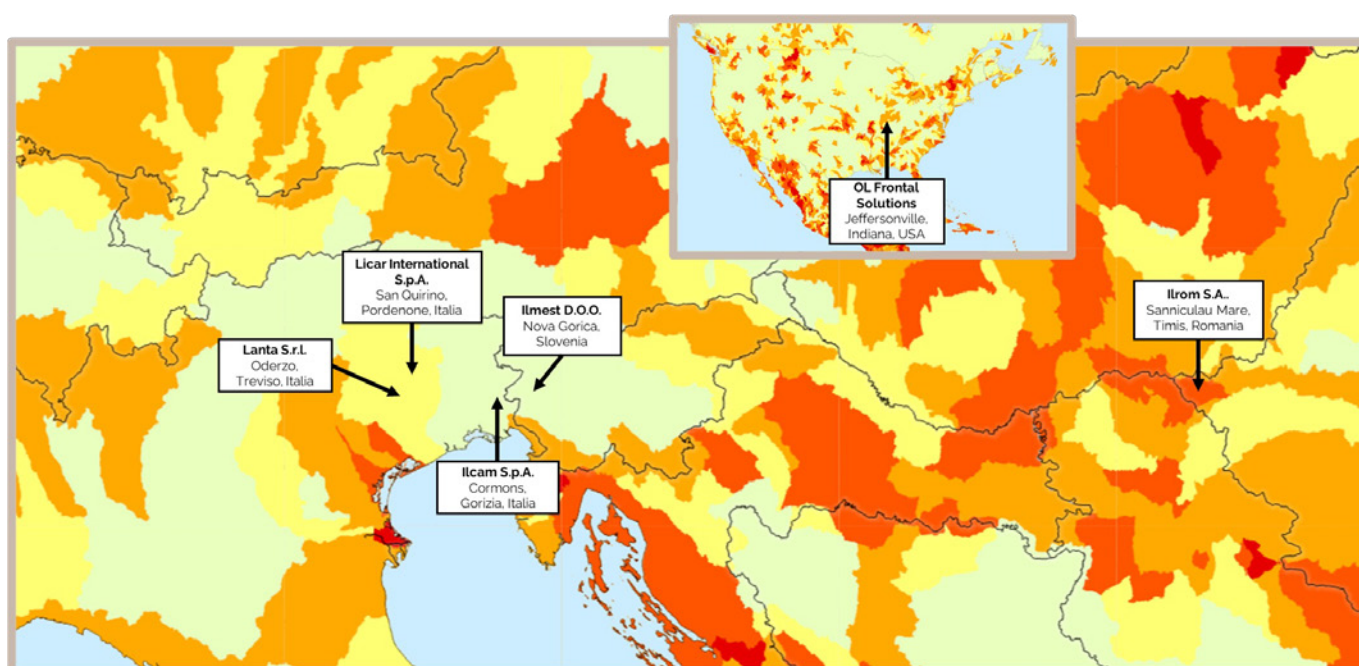 OL Frontal
Solutions
Jeffersonville,
Indiana, USA
Licar International
S.p.A.
San Quirino,
Pordenone, Italia
Ilmest D.O.O.
Nova Gorica,
Slovenia
Ilrom S.A..
Sanniculau Mare,
Timis, Romania
Lanta S.r.l.
Oderzo,
Treviso, Italia
Ilcam S.p.A.
Cormons,
Gorizia, Italia